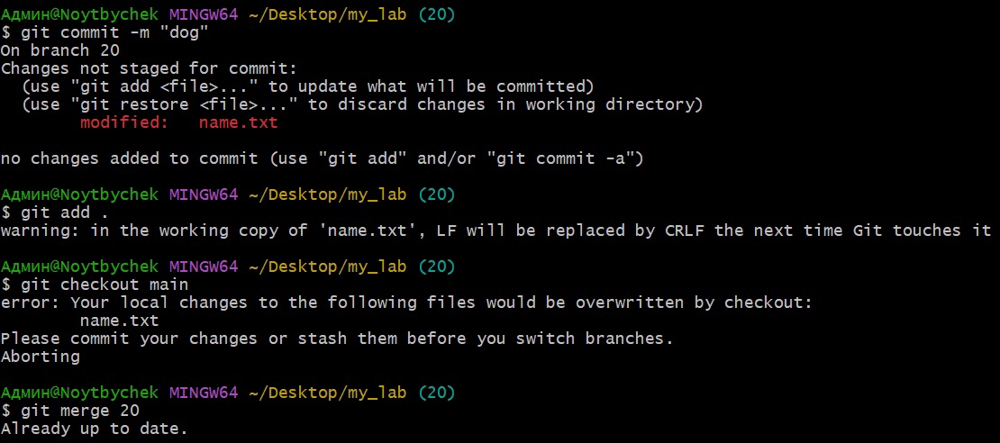 Админ@Noytbychek MINGW64 ~/Desktop/my_lab (20)
$ git commit -m "dog"
On branch 20
Changes not staged for commit:
  (use "git add <file>..." to update what will be committed)
  (use "git restore <file>..." to discard changes in working directory)
        modified:   name.txt

no changes added to commit (use "git add" and/or "git commit -a")

Админ@Noytbychek MINGW64 ~/Desktop/my_lab (20)
$ git add .
warning: in the working copy of 'name.txt', LF will be replaced by CRLF the next time Git touches it

Админ@Noytbychek MINGW64 ~/Desktop/my_lab (20)
$ git checkout main
error: Your local changes to the following files would be overwritten by checkout:
        name.txt
Please commit your changes or stash them before you switch branches.
Aborting

Админ@Noytbychek MINGW64 ~/Desktop/my_lab (20)
$ git merge 20
Already up to date.